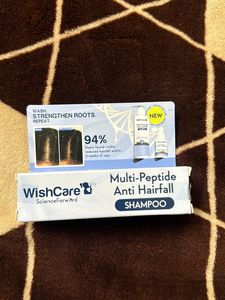 WASH.
STRENGTHEN ROOTS.
REPEAT.
NEW
94%
Users found visibly
reduced hairfall within
3 weeks of use
WishCare
ScienceForward
Multi-Peptide
Anti Hairfall
SHAMPOO